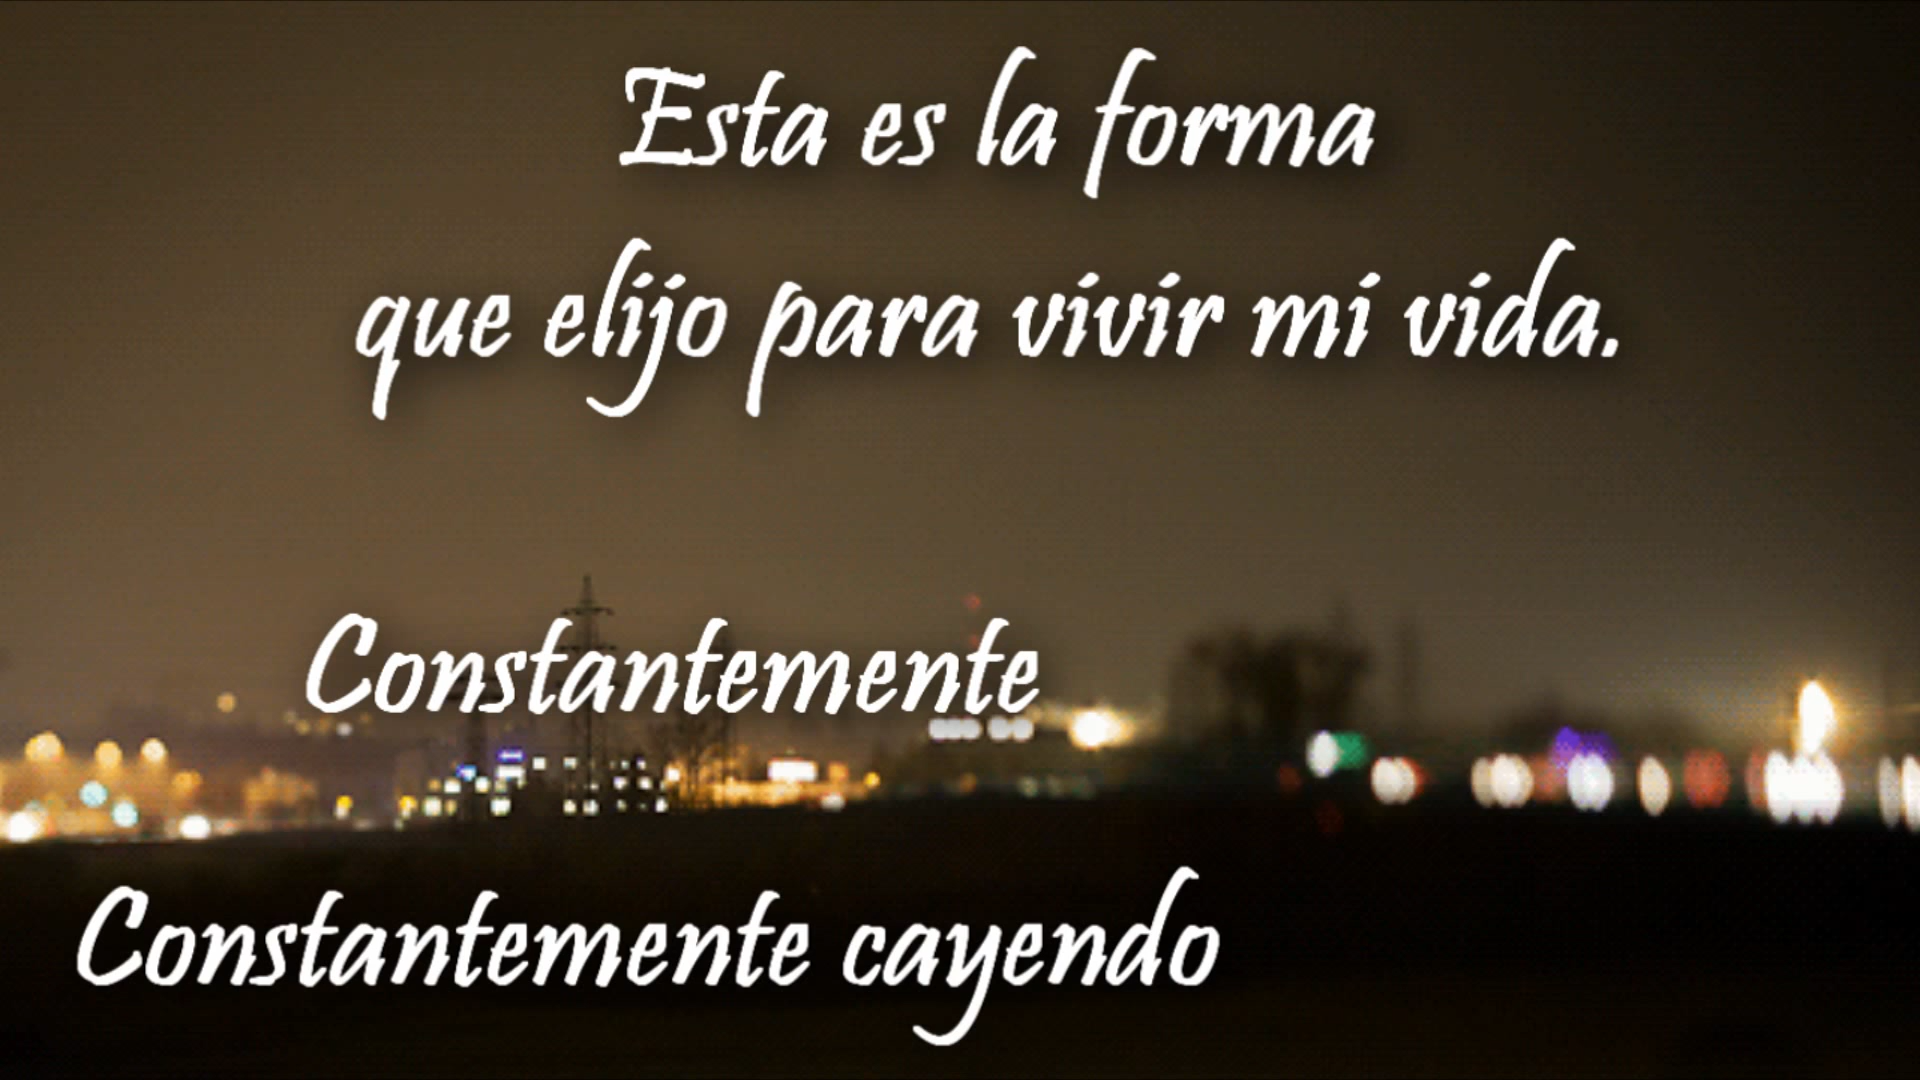 Esta es la forma
que elijo para vivir mi vida.
Constantemente
Constantemente cayendo